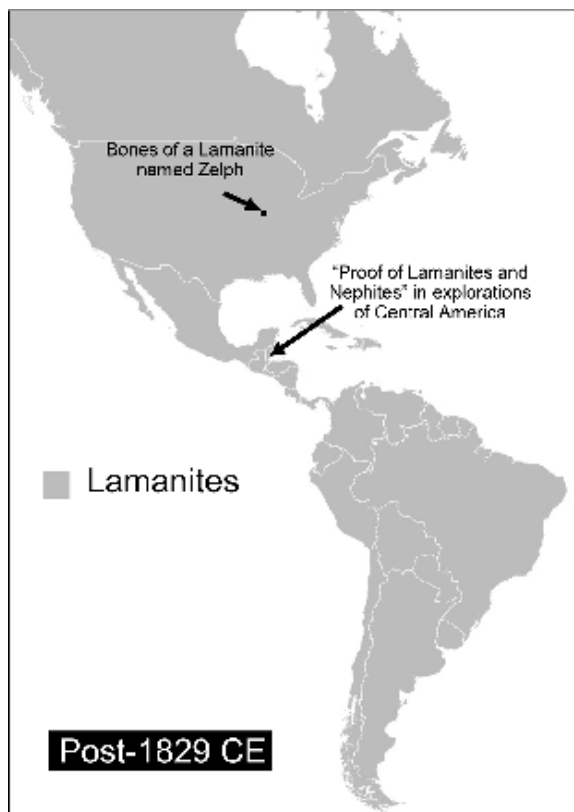 Bones of a Lamanite
named Zelph
"Proof of Lamanites and
Nephites" in explorations
of Central America
Lamanites
Post-1829 CE